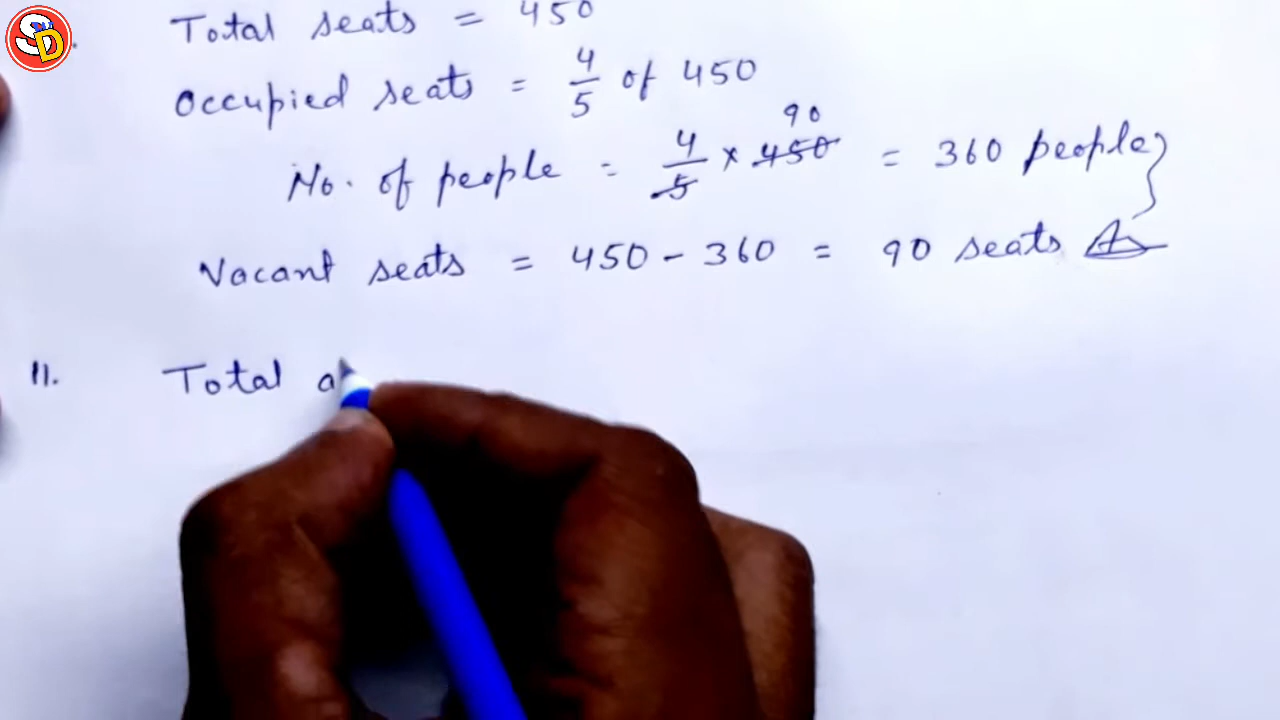 SD
Total seats = 450
Occupied seats = 4/5 of 450
90
No. of people = 4/5 × 450 = 360 people
Vacant seats = 450 - 360 = 90 seats
11. Total a